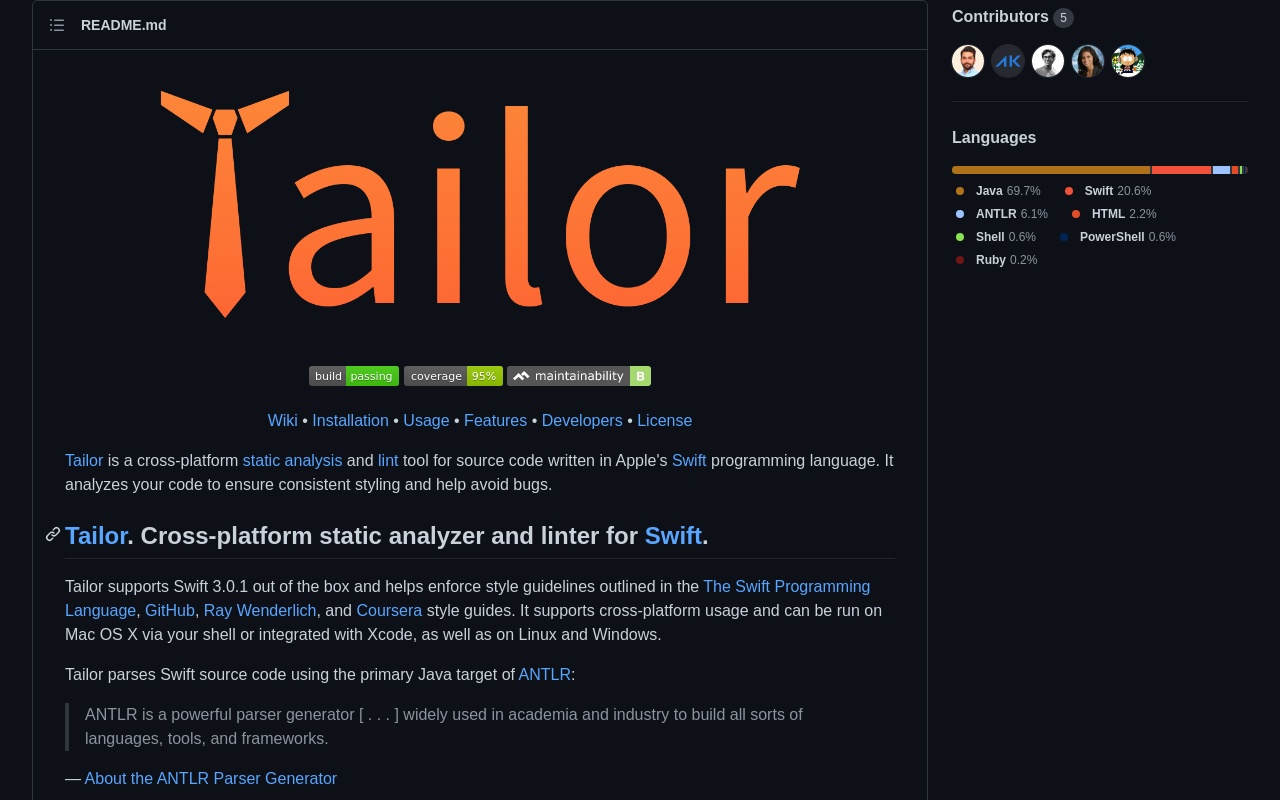 README.md
Tailor
build passing coverage 95% maintainability B
Wiki • Installation • Usage • Features • Developers • License
Tailor is a cross-platform static analysis and lint tool for source code written in Apple's Swift programming language. It
analyzes your code to ensure consistent styling and help avoid bugs.
Tailor. Cross-platform static analyzer and linter for Swift.
Tailor supports Swift 3.0.1 out of the box and helps enforce style guidelines outlined in the The Swift Programming
Language, GitHub, Ray Wenderlich, and Coursera style guides. It supports cross-platform usage and can be run on
Mac OS X via your shell or integrated with Xcode, as well as on Linux and Windows.
Tailor parses Swift source code using the primary Java target of ANTLR:
ANTLR is a powerful parser generator [ . . . ] widely used in academia and industry to build all sorts of
languages, tools, and frameworks.
— About the ANTLR Parser Generator
Contributors 5
AK
Languages
Java 69.7% Swift 20.6%
ANTLR 6.1% HTML 2.2%
Shell 0.6% PowerShell 0.6%
Ruby 0.2%